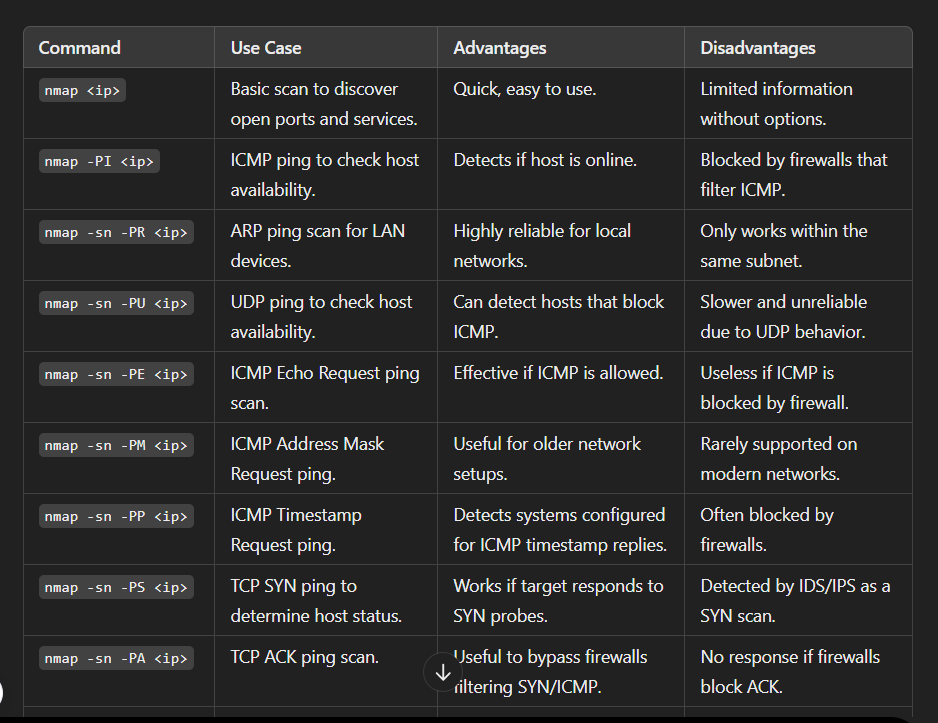 Command Use Case Advantages Disadvantages
nmap <ip> Basic scan to discover Quick, easy to use. Limited information
open ports and services. without options.
nmap -PI <ip> ICMP ping to check host Detects if host is online. Blocked by firewalls that
availability. filter ICMP.
nmap -sn -PR <ip> ARP ping scan for LAN Highly reliable for local Only works within the
devices. networks. same subnet.
nmap -sn -PU <ip> UDP ping to check host Can detect hosts that block Slower and unreliable
availability. ICMP. due to UDP behavior.
nmap -sn -PE <ip> ICMP Echo Request ping Effective if ICMP is allowed. Useless if ICMP is
scan. blocked by firewall.
nmap -sn -PM <ip> ICMP Address Mask Useful for older network Rarely supported on
Request ping. setups. modern networks.
nmap -sn -PP <ip> ICMP Timestamp Detects systems configured Often blocked by
Request ping. for ICMP timestamp replies. firewalls.
nmap -sn -PS <ip> TCP SYN ping to Works if target responds to Detected by IDS/IPS as a
determine host status. SYN probes. SYN scan.
nmap -sn -PA <ip> TCP ACK ping scan. Useful to bypass firewalls No response if firewalls
filtering SYN/ICMP. block ACK.